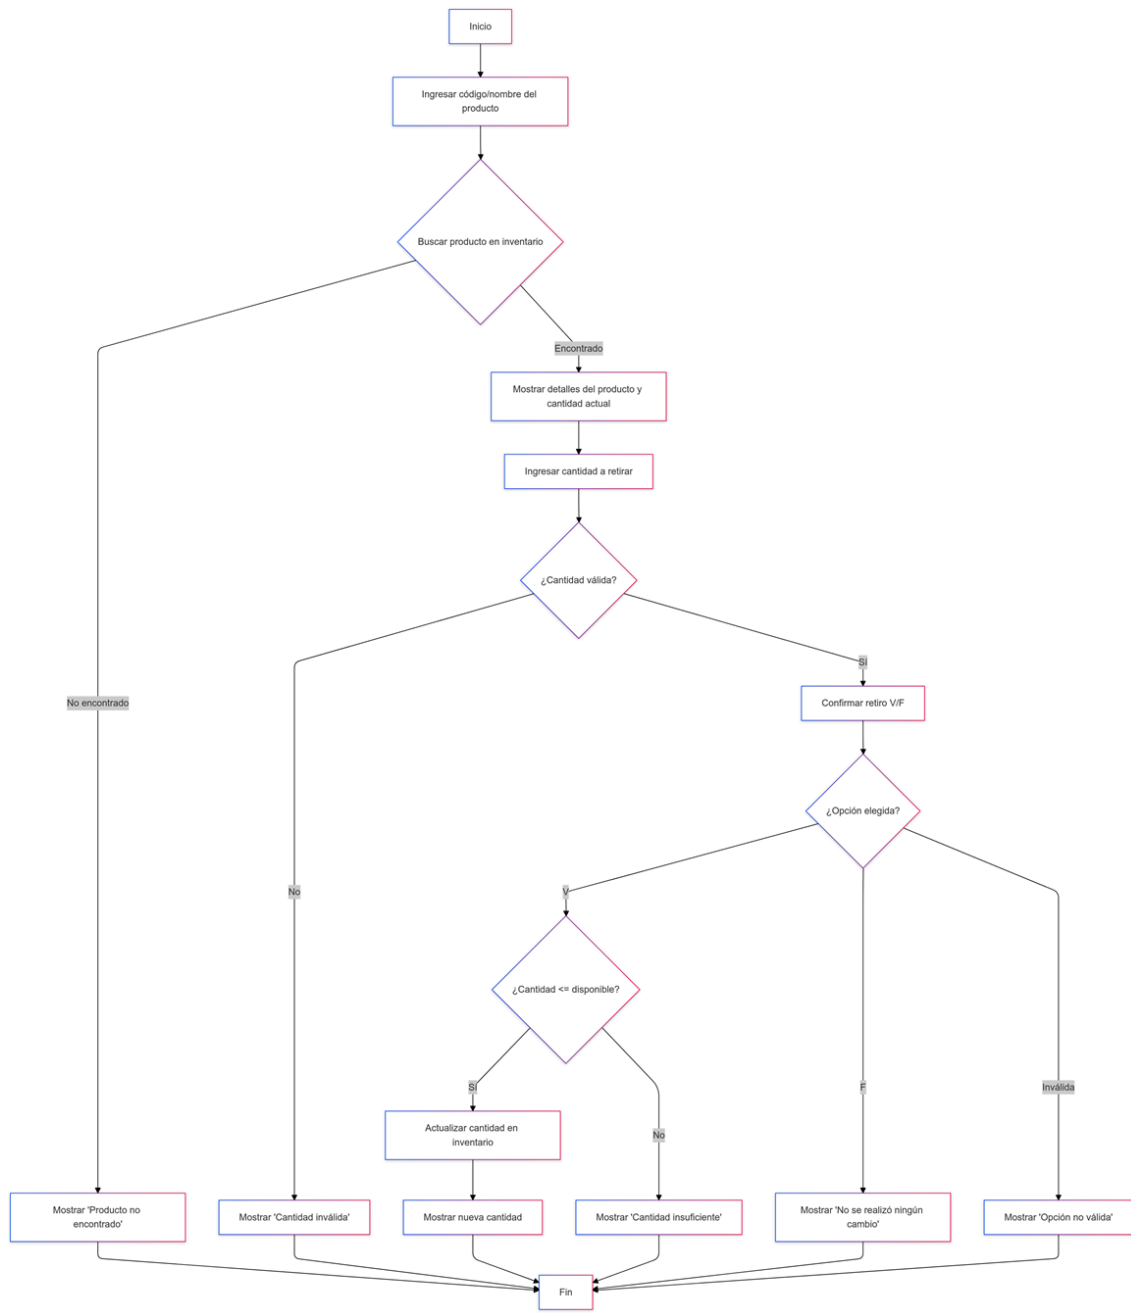 Inicio
Ingresar código/nombre del
producto
Buscar producto en inventario
Encontrado
Mostrar detalles del producto y
cantidad actual
Ingresar cantidad a retirar
¿Cantidad válida?
Sí
No encontrado
Confirmar retiro V/F
¿Opción elegida?
No
V
¿Cantidad <= disponible?
Sí
F
Inválida
Actualizar cantidad en
inventario
No
Mostrar 'Producto no
encontrado'
Mostrar 'Cantidad inválida'
Mostrar nueva cantidad
Mostrar 'Cantidad insuficiente'
Mostrar 'No se realizó ningún
cambio'
Mostrar 'Opción no válida'
Fin